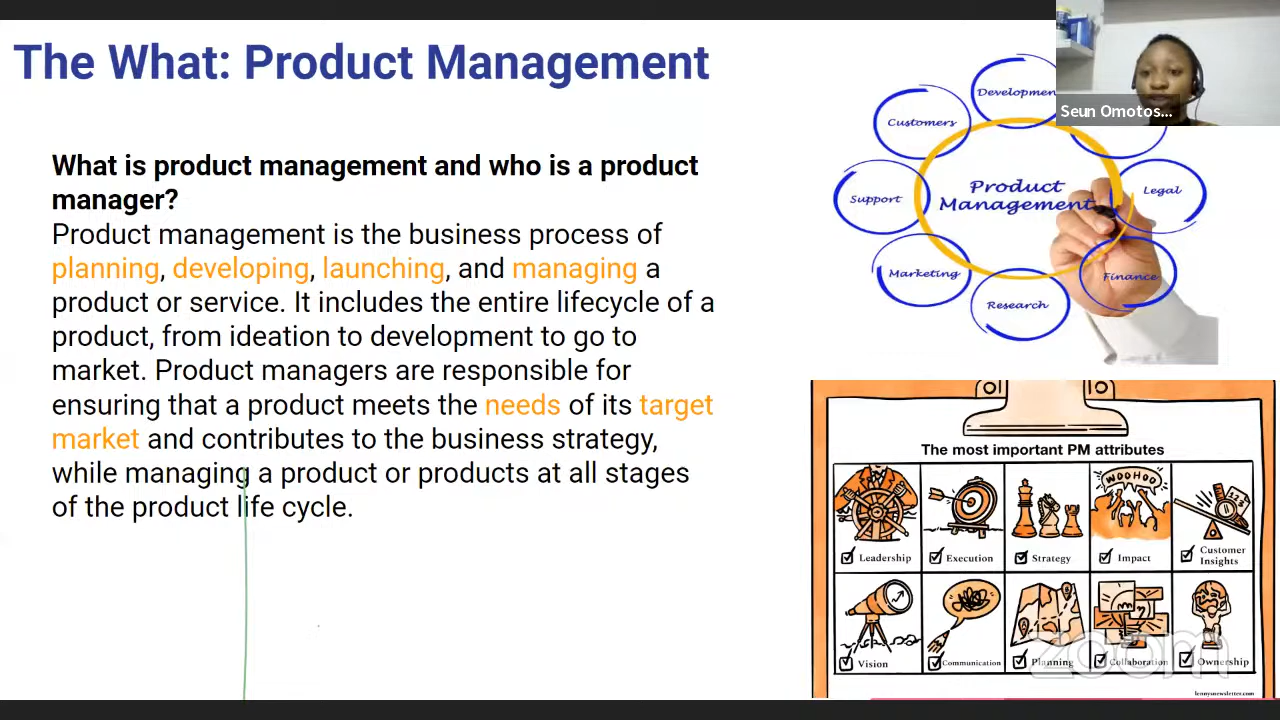 The What: Product Management
What is product management and who is a product
manager?
Product management is the business process of
planning, developing, launching, and managing a
product or service. It includes the entire lifecycle of a
product, from ideation to development to go to
market. Product managers are responsible for
ensuring that a product meets the needs of its target
market and contributes to the business strategy,
while managing a product or products at all stages
of the product life cycle.
Development
Customers
Product
Management
Support
Legal
Marketing
Finance
Research
Seun Omotos...
The most important PM attributes
WOOHOO
Leadership
Execution
Strategy
Impact
Customer
Insights
Vision
Communication
Planning
Collaboration
Ownership
zoom
lennysnewsletter.com